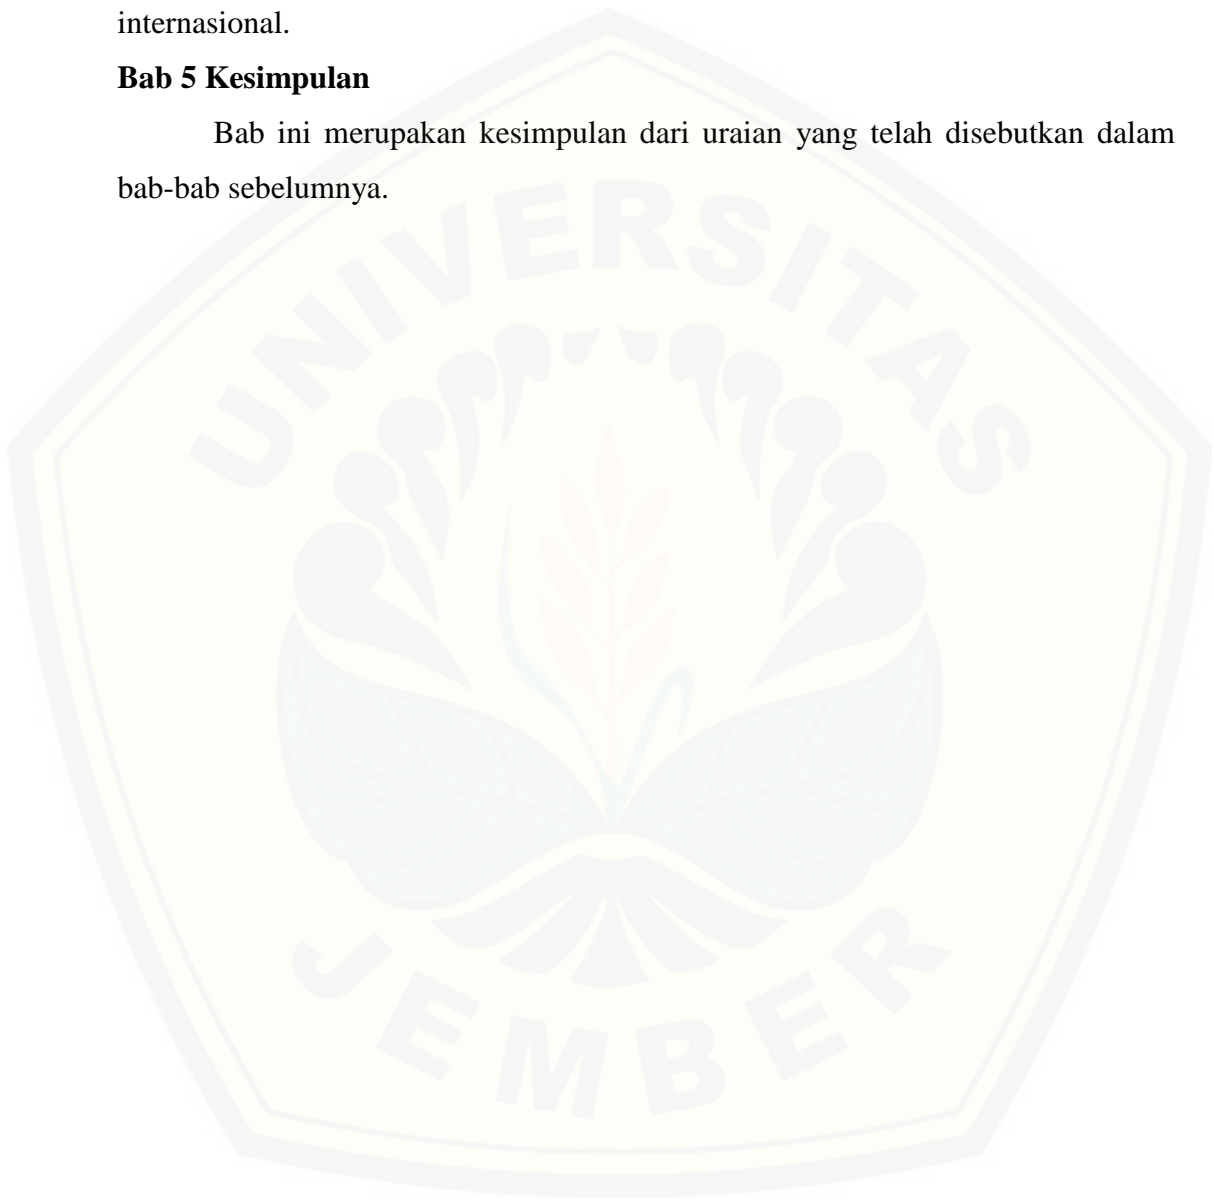 internasional.
Bab 5 Kesimpulan
Bab ini merupakan kesimpulan dari uraian yang telah disebutkan dalam
bab-bab sebelumnya.
UNIVERSITAS
JEMBER